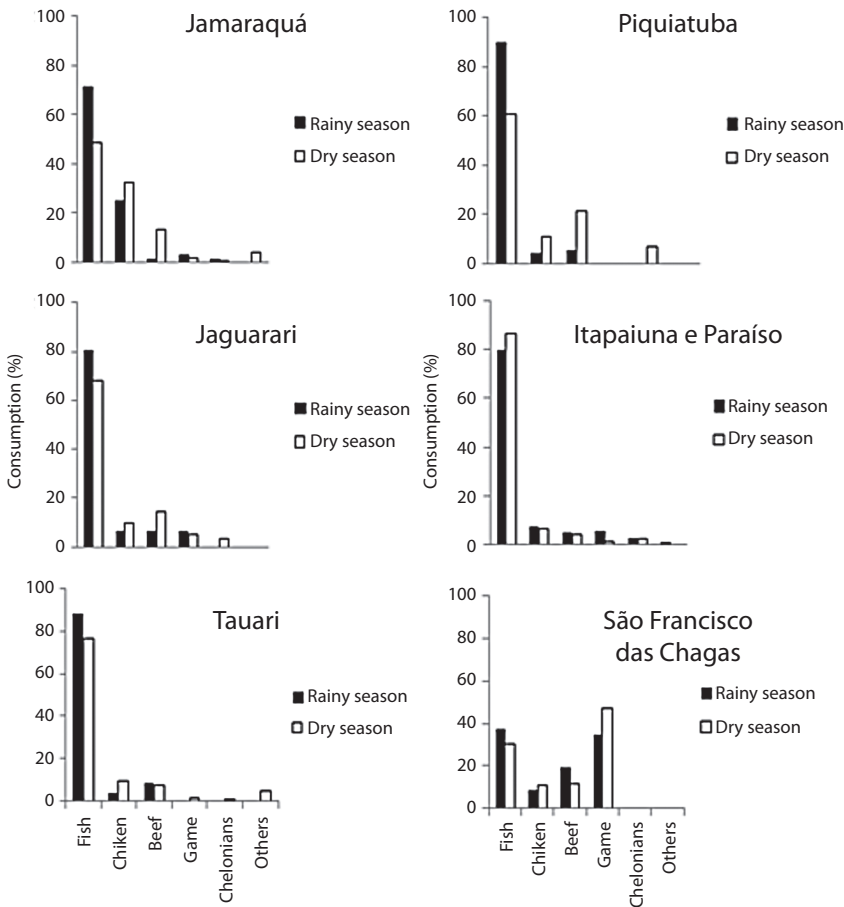 Jamaraquá
100
80
60
40
20
0
Rainy season
Dry season
Piquiatuba
100
80
60
40
20
0
Rainy season
Dry season
Jaguarari
Consumption (%)
100
80
60
40
20
0
Rainy season
Dry season
Itapaiuna e Paraíso
Consumption (%)
100
80
60
40
20
0
Rainy season
Dry season
Tauari
100
80
60
40
20
0
Rainy season
Dry season
Fish
Chiken
Beef
Game
Chelonians
Others
São Francisco
das Chagas
100
80
60
40
20
0
Rainy season
Dry season
Fish
Chiken
Beef
Game
Chelonians
Others